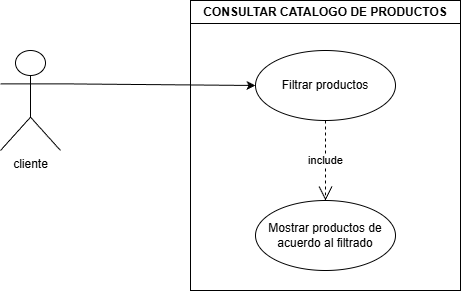 CONSULTAR CATALOGO DE PRODUCTOS
Filtrar productos
include
cliente
Mostrar productos de
acuerdo al filtrado